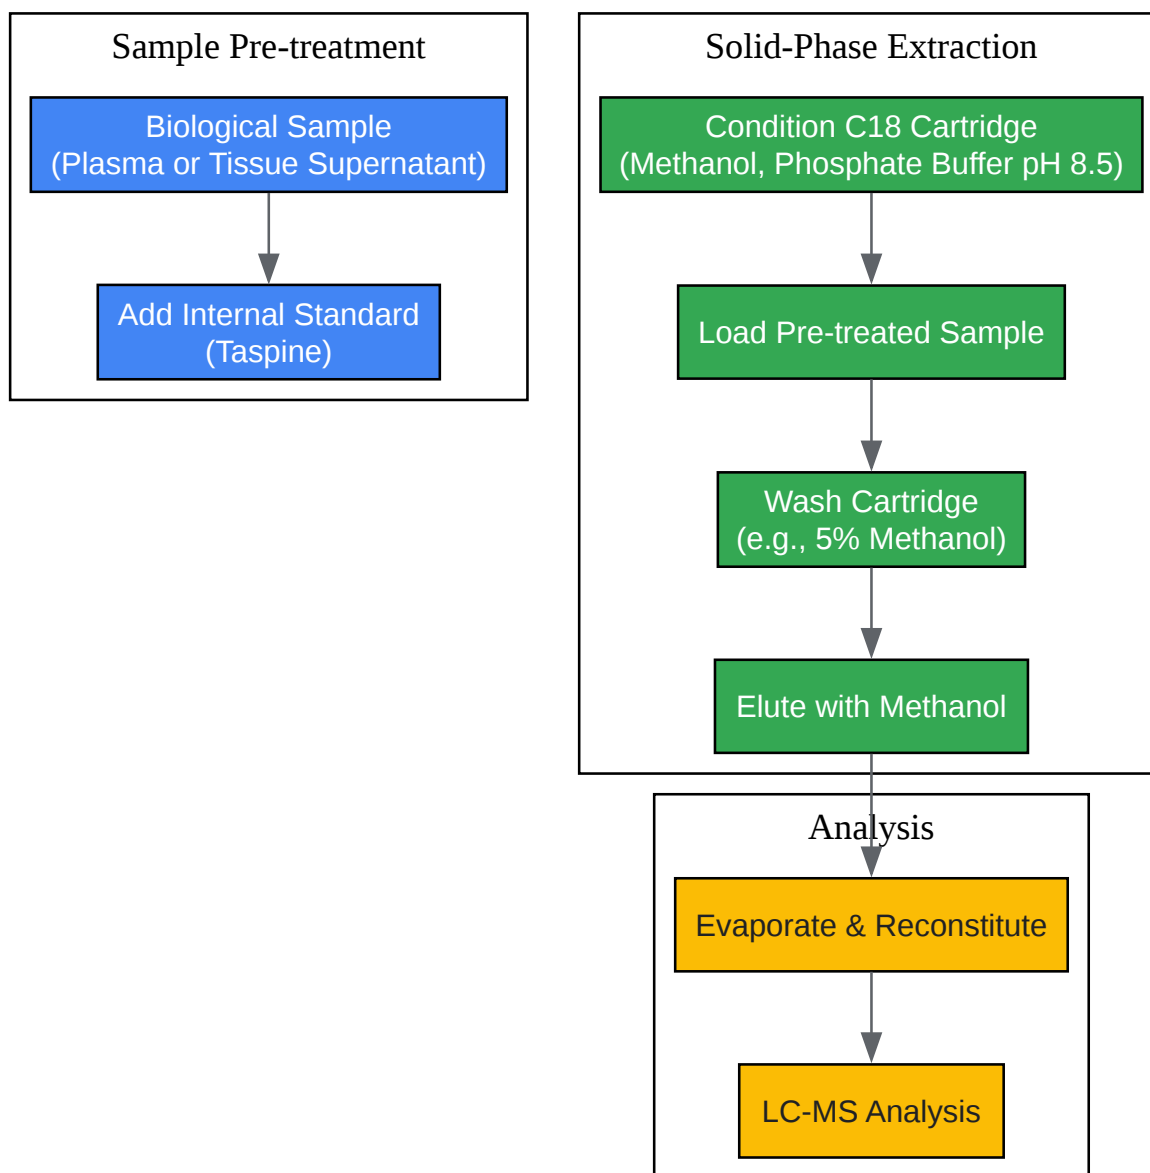 Sample Pre-treatment
Biological Sample
(Plasma or Tissue Supernatant)
Add Internal Standard
(Taspine)
Solid-Phase Extraction
Condition C18 Cartridge
(Methanol, Phosphate Buffer pH 8.5)
Load Pre-treated Sample
Wash Cartridge
(e.g., 5% Methanol)
Elute with Methanol
Analysis
Evaporate & Reconstitute
LC-MS Analysis